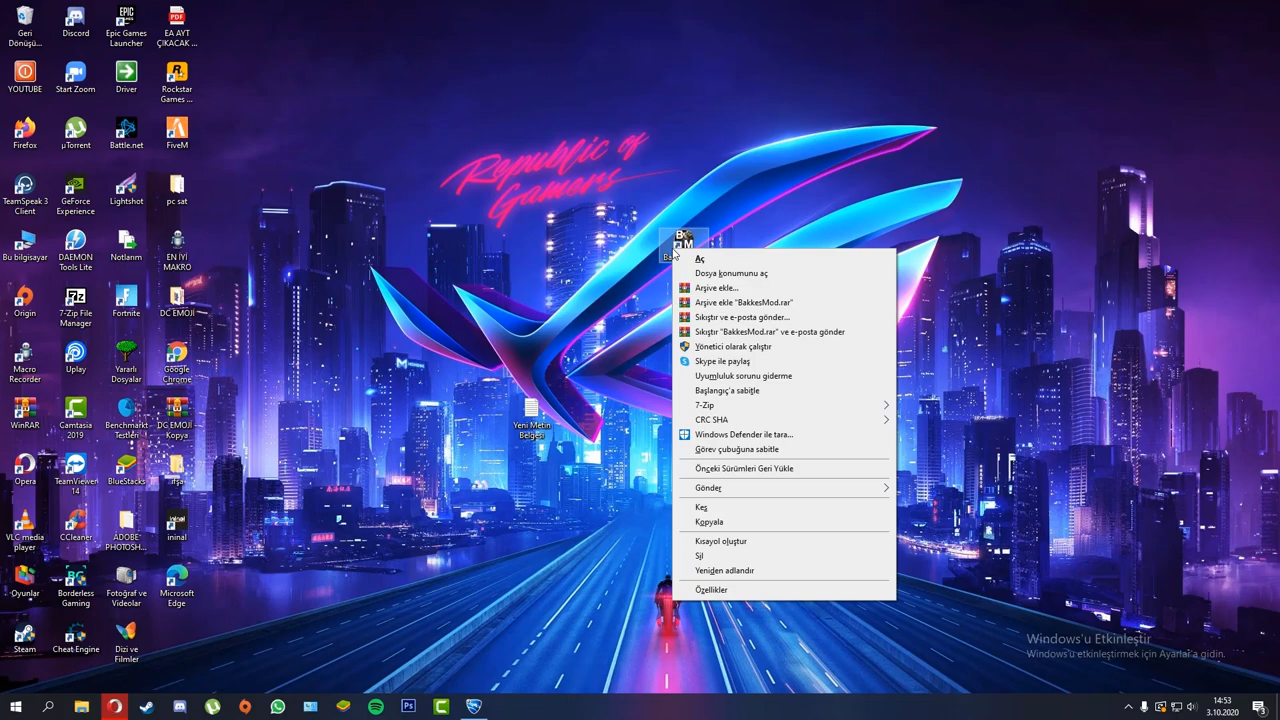 Geri
Dönüşü...
Discord
Epic Games
Launcher
EA AYT
ÇIKACAK ...
YOUTUBE
Start Zoom
Driver
Rockstar
Games ...
Firefox
µTorrent
Battle.net
FiveM
TeamSpeak 3
Client
GeForce
Experience
Lightshot
pc sat
Bu bilgisayar
DAEMON
Tools Lite
Notlarım
EN İYİ
MAKRO
Origin
7-Zip File
Manager
Fortnite
DC EMOJİ
Macro
Recorder
Uplay
Yararlı
Dosyalar
Google
Chrome
WinRAR
Camtasia
2019
Benchmark
Testleri
DG EMOJİ
Kopya
Opera
TeamViewer
14
BlueStacks
ifşa
VLC media
player
CCleaner
ADOBE
PHOTOSH...
ininal
Oyunlar
Borderless
Gaming
Fotoğraf ve
Videolar
Microsoft
Edge
Steam
Cheat Engine
Dizi ve
Filmler
Republic of
Gamers
Yeni Metin
Belgesi
Aç
Dosya konumunu aç
Arşive ekle...
Arşive ekle "BakkesMod.rar"
Sıkıştır ve e-posta gönder...
Sıkıştır "BakkesMod.rar" ve e-posta gönder
Yönetici olarak çalıştır
Skype ile paylaş
Uyumluluk sorunu giderme
Başlangıç'a sabitle
7-Zip
CRC SHA
Windows Defender ile tara...
Görev çubuğuna sabitle
Önceki Sürümleri Geri Yükle
Gönder
Kes
Kopyala
Kısayol oluştur
Sil
Yeniden adlandır
Özellikler
Windows'u Etkinleştir
Windows'u etkinleştirmek için Ayarlar'a gidin.
14:53
3.10.2020